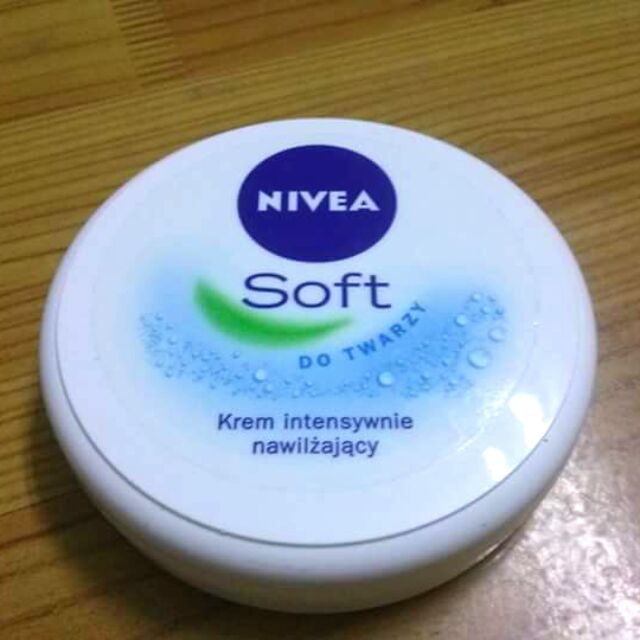 NIVEA
Soft
DO TWARZY
Krem intensywnie
nawilżający